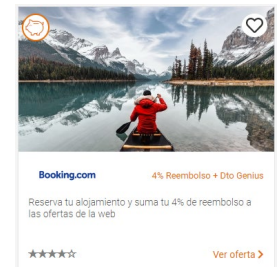 Booking.com
4% Reembolso + Dto Genius
Reserva tu alojamiento y suma tu 4% de reembolso a
las ofertas de la web
Ver oferta